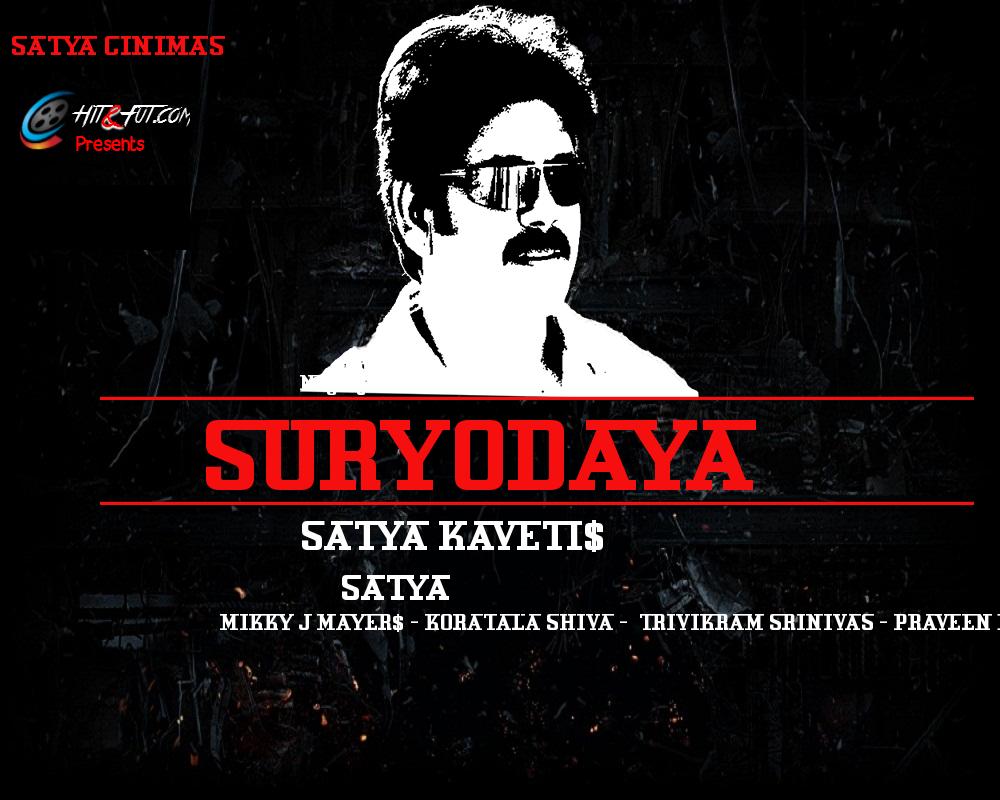 SATYA CINIMAS
HIT&FUT.COM
Presents
SURYODAYA
SATYA KAVETI$
SATYA
MIKKY J MAYER$ - KORATALA SHIVA - TRIVIKRAM SRINIVAS - PRAVEEN